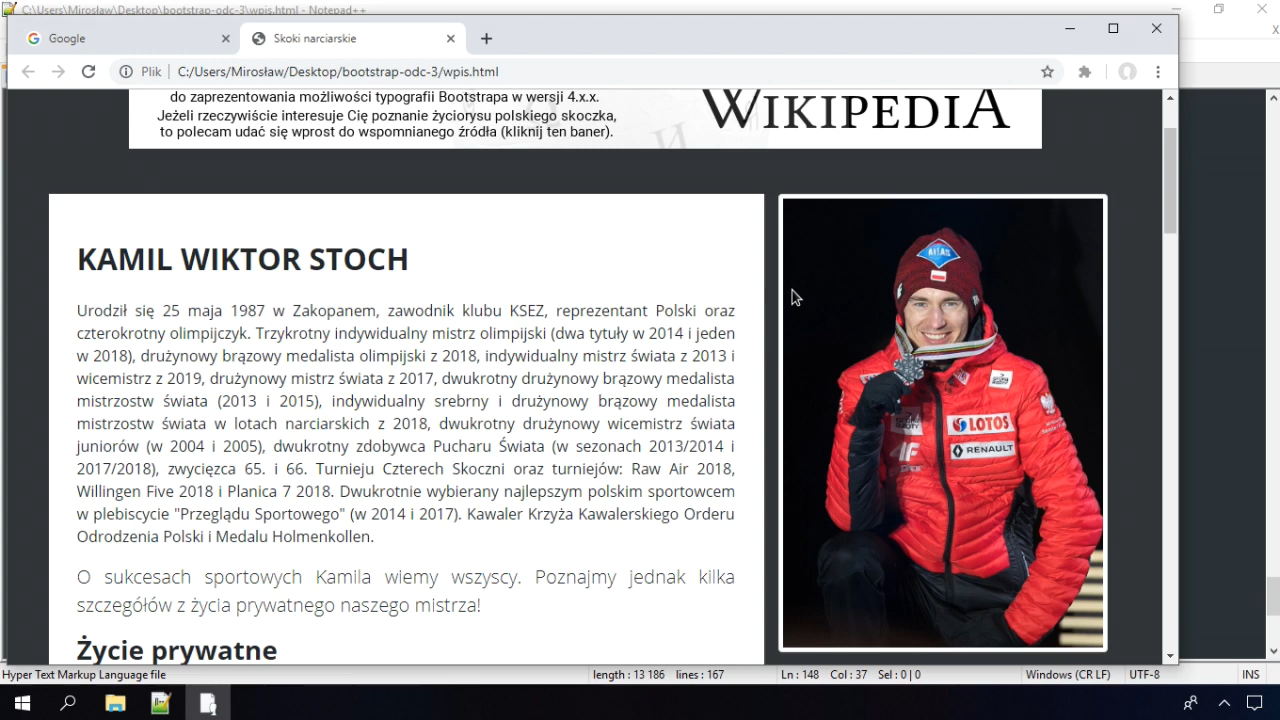 C:\Users\Mirosław\Desktop\bootstrap-odc-3\wpis.html - Notepad++
Google
Skoki narciarskie
Plik
C:/Users/Mirosław/Desktop/bootstrap-odc-3/wpis.html
do zaprezentowania możliwości typografii Bootstrapa w wersji 4.x.x.
Jeżeli rzeczywiście interesuje Cię poznanie życiorysu polskiego skoczka,
to polecam udać się wprost do wspomnianego źródła (kliknij ten baner).
WIKIPEDIA
KAMIL WIKTOR STOCH
Urodził się 25 maja 1987 w Zakopanem, zawodnik klubu KSEZ, reprezentant Polski oraz
czterokrotny olimpijczyk. Trzykrotny indywidualny mistrz olimpijski (dwa tytuły w 2014 i jeden
w 2018), drużynowy brązowy medalista olimpijski z 2018, indywidualny mistrz świata z 2013 i
wicemistrz z 2019, drużynowy mistrz świata z 2017, dwukrotny drużynowy brązowy medalista
mistrzostw świata (2013 i 2015), indywidualny srebrny i drużynowy brązowy medalista
mistrzostw świata w lotach narciarskich z 2018, dwukrotny drużynowy wicemistrz świata
juniorów (w 2004 i 2005), dwukrotny zdobywca Pucharu Świata (w sezonach 2013/2014 i
2017/2018), zwycięzca 65. i 66. Turnieju Czterech Skoczni oraz turniejów: Raw Air 2018,
Willingen Five 2018 i Planica 7 2018. Dwukrotnie wybierany najlepszym polskim sportowcem
w plebiscycie "Przeglądu Sportowego" (w 2014 i 2017). Kawaler Krzyża Kawalerskiego Orderu
Odrodzenia Polski i Medalu Holmenkollen.
O sukcesach sportowych Kamila wiemy wszyscy. Poznajmy jednak kilka
szczegółów z życia prywatnego naszego mistrza!
Życie prywatne
ATLAS
LOTOS
RENAULT
Hyper Text Markup Language file
length : 13 186 lines : 167
Ln : 148 Col : 37 Sel : 0 | 0
Windows (CR LF)
UTF-8
INS